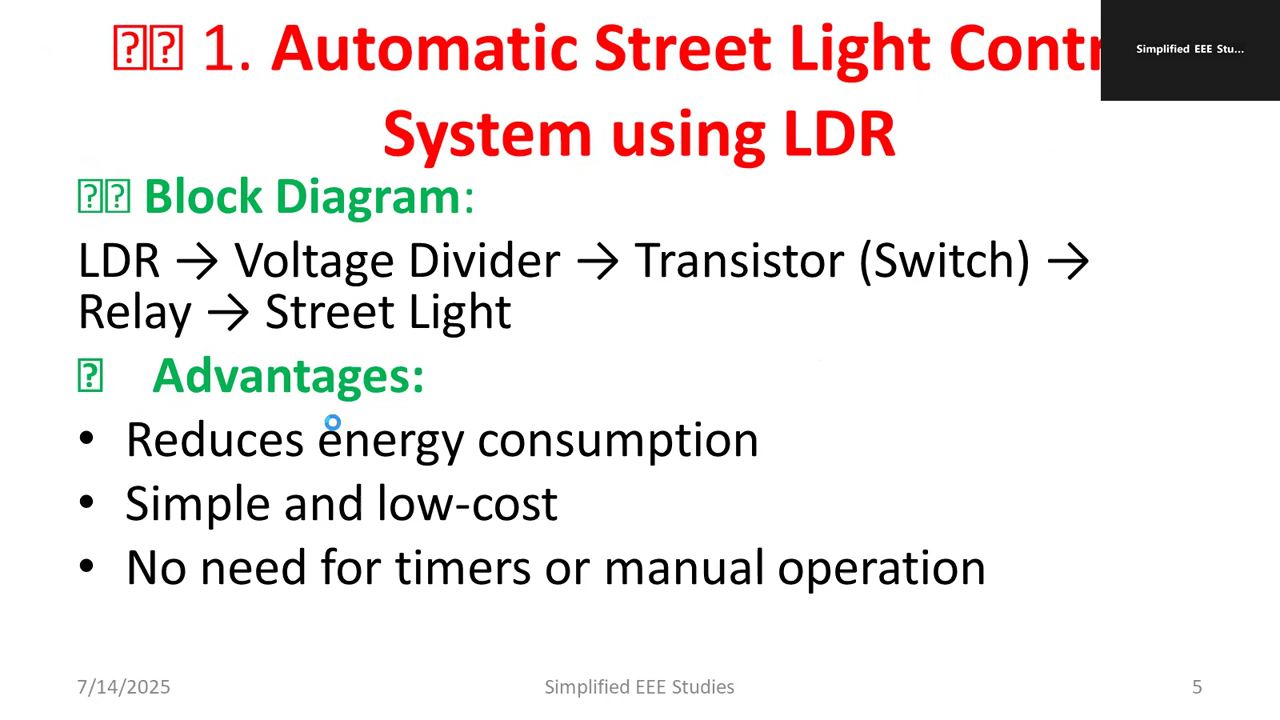 1. Automatic Street Light Contr
Simplified EEE Stu...
System using LDR
Block Diagram:
LDR → Voltage Divider → Transistor (Switch) →
Relay → Street Light
Advantages:
• Reduces energy consumption
• Simple and low-cost
• No need for timers or manual operation
7/14/2025 Simplified EEE Studies 5